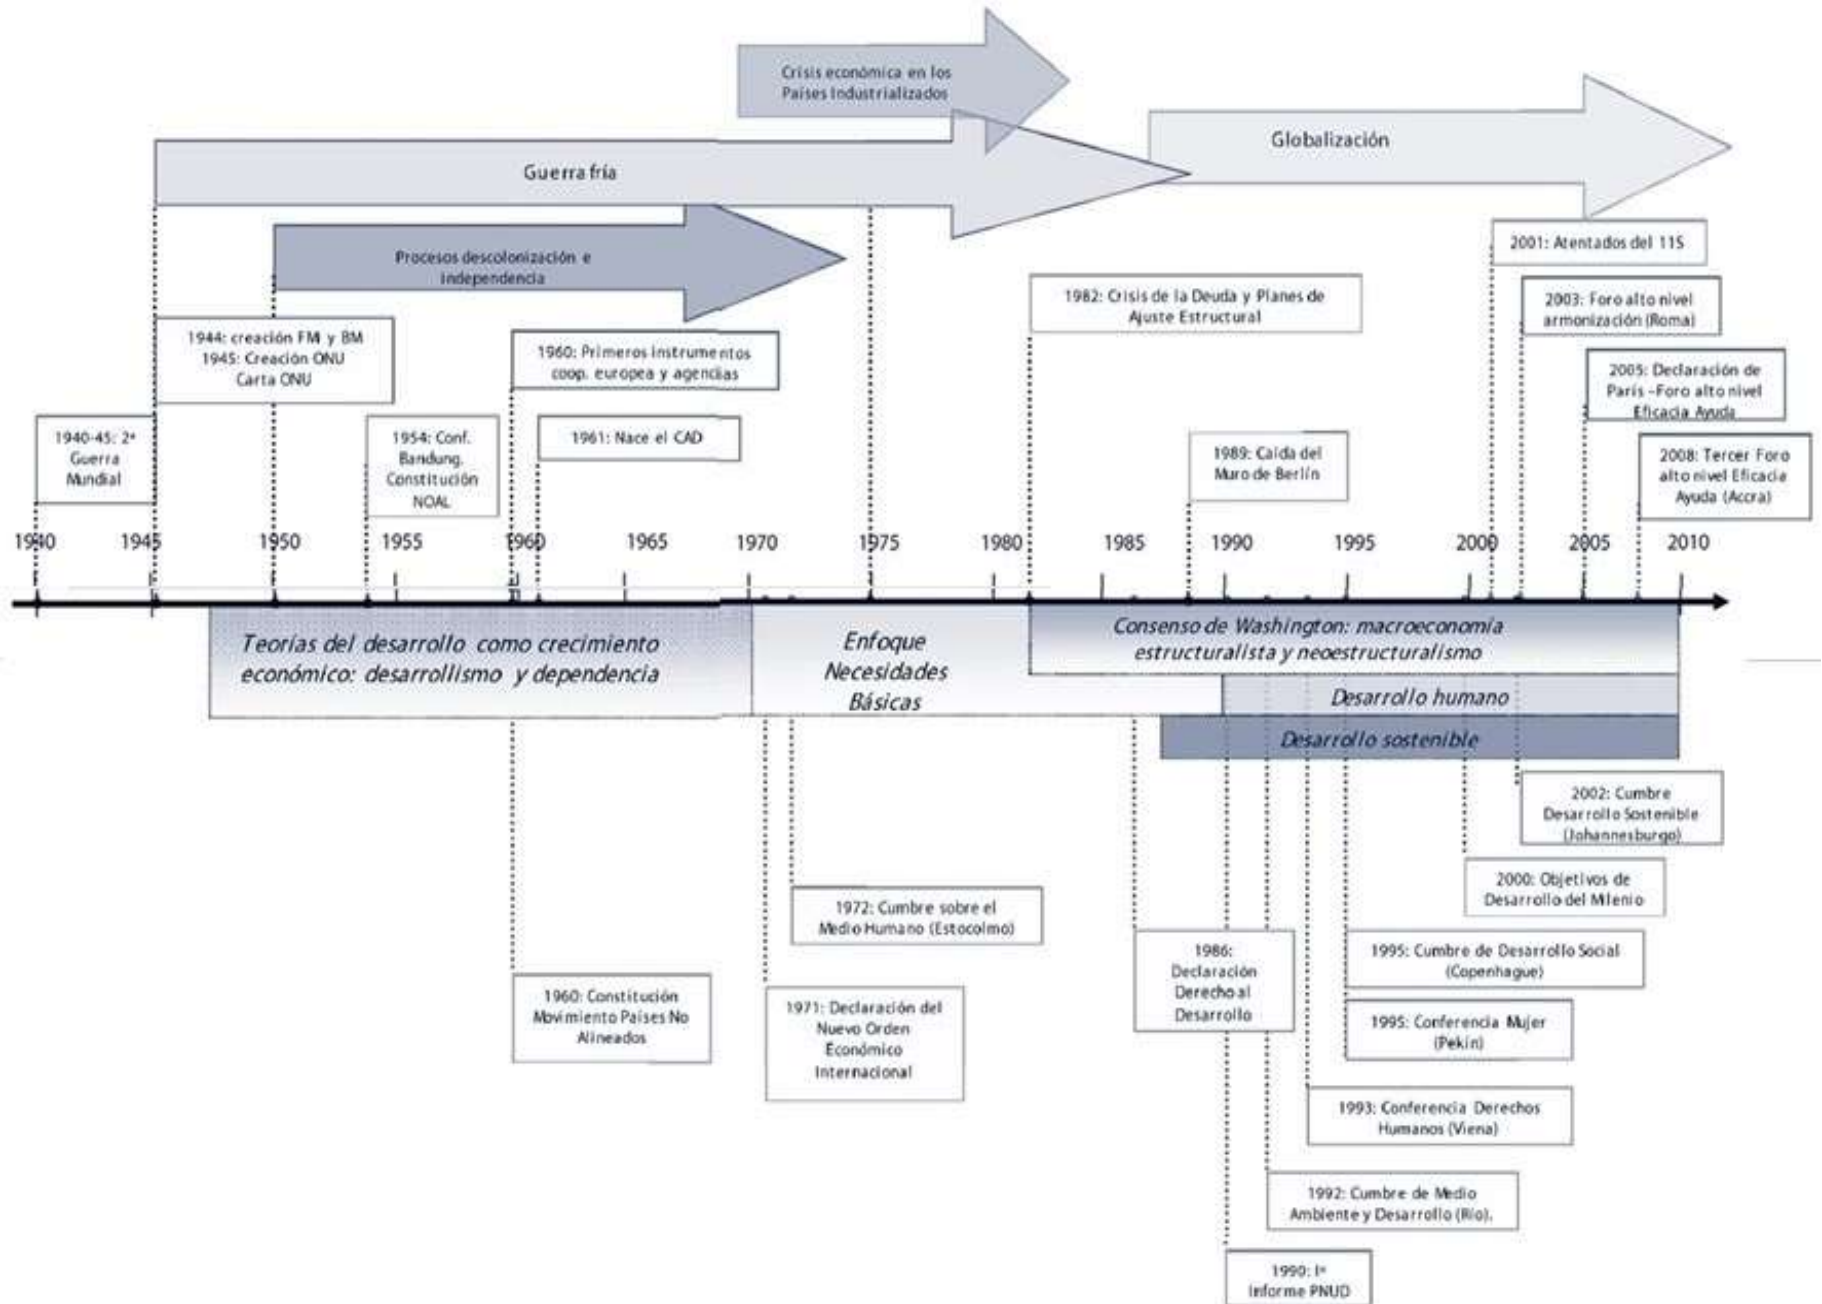 Crisis económica en los
Países Industrializados
Globalización
Guerra fría
Procesos descolonización e
independencia
2001: Atentados del 11S
1982: Crisis de la Deuda y Planes de
Ajuste Estructural
2003: Foro alto nivel
armonización (Roma)
1944: creación FM y BM
1945: Creación ONU
Carta ONU
1960: Primeros instrumentos
coop. europea y agencias
2005: Declaración de
París -Foro alto nivel
Eficacia Ayuda
1940-45: 2ª
Guerra
Mundial
1954: Conf.
Bandung.
Constitución
NOAL
1961: Nace el CAD
1989: Caída del
Muro de Berlín
2008: Tercer Foro
alto nivel Eficacia
Ayuda (Accra)
1940 1945 1950 1955 1960 1965 1970 1975 1980 1985 1990 1995 2000 2005 2010
Teorías del desarrollo como crecimiento
económico: desarrollismo y dependencia
Enfoque
Necesidades
Básicas
Consenso de Washington: macroeconomía
estructuralista y neoestructuralismo
Desarrollo humano
Desarrollo sostenible
2002: Cumbre
Desarrollo Sostenible
(Johannesburgo)
2000: Objetivos de
Desarrollo del Milenio
1972: Cumbre sobre el
Medio Humano (Estocolmo)
1986:
Declaración
Derecho al
Desarrollo
1995: Cumbre de Desarrollo Social
(Copenhague)
1960: Constitución
Movimiento Países No
Alineados
1971: Declaración del
Nuevo Orden
Económico
Internacional
1995: Conferencia Mujer
(Pekín)
1993: Conferencia Derechos
Humanos (Viena)
1992: Cumbre de Medio
Ambiente y Desarrollo (Río).
1990: Iº
Informe PNUD